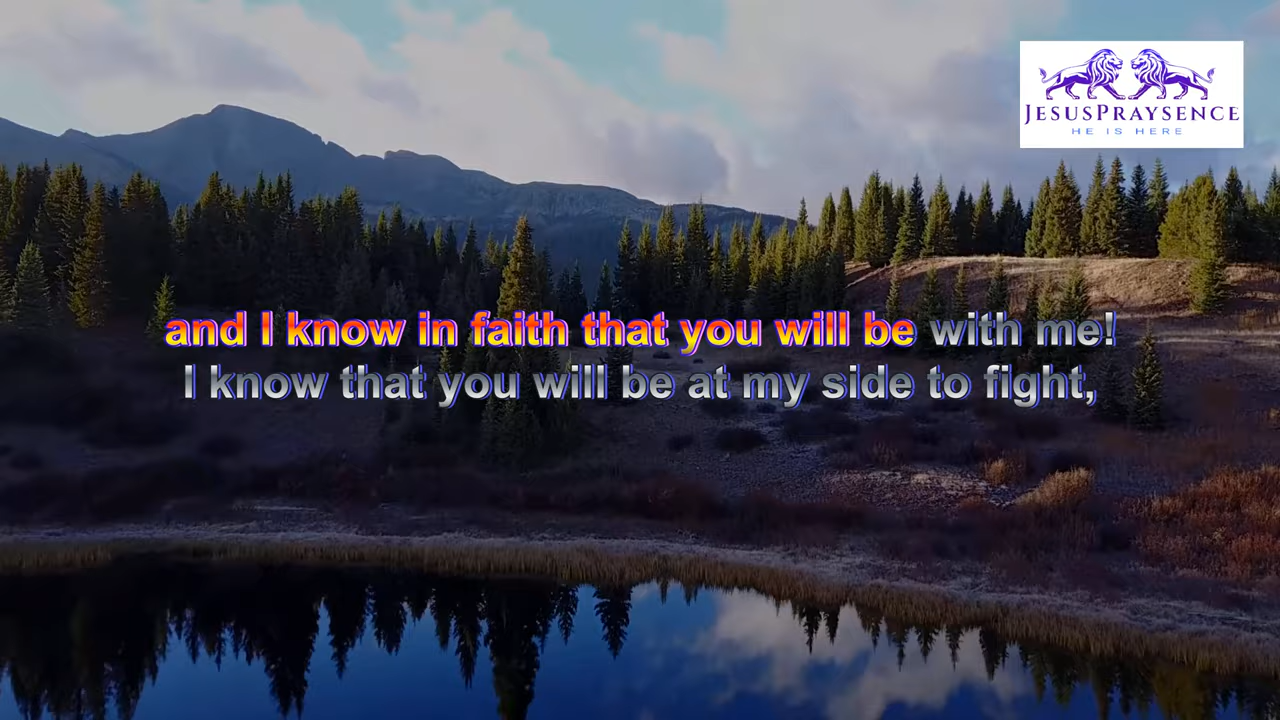 JesusPraysence
HE IS HERE
and I know in faith that you will be with me!
I know that you will be at my side to fight,